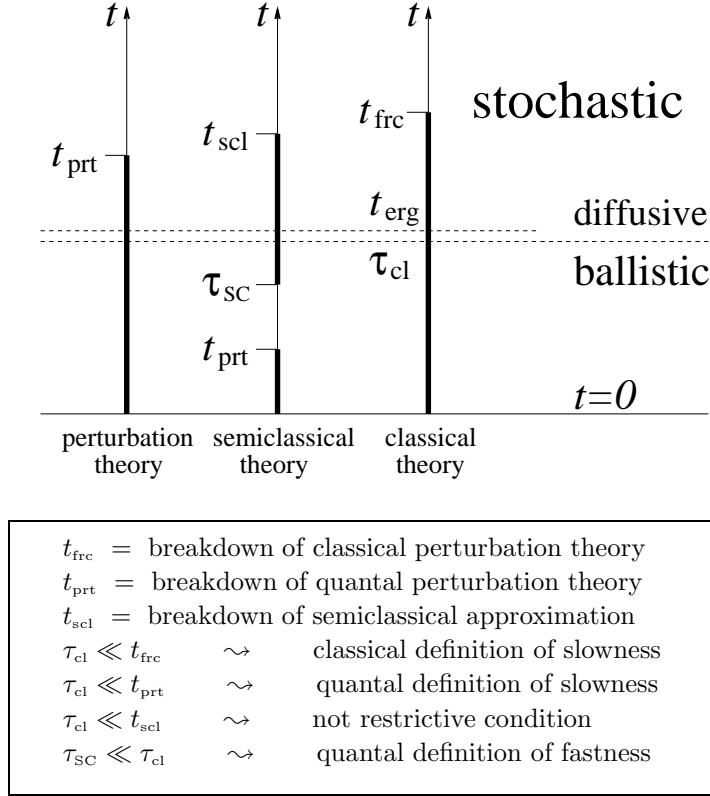 t t t
stochastic
t_frc
t_scl
t_prt
t_erg
diffusive
τ_cl
ballistic
τ_SC
t_prt
t=0
perturbation semiclassical classical
theory theory theory
t_frc = breakdown of classical perturbation theory
t_prt = breakdown of quantal perturbation theory
t_scl = breakdown of semiclassical approximation
τ_cl ≪ t_frc ⇝ classical definition of slowness
τ_cl ≪ t_prt ⇝ quantal definition of slowness
τ_cl ≪ t_scl ⇝ not restrictive condition
τ_SC ≪ τ_cl ⇝ quantal definition of fastness